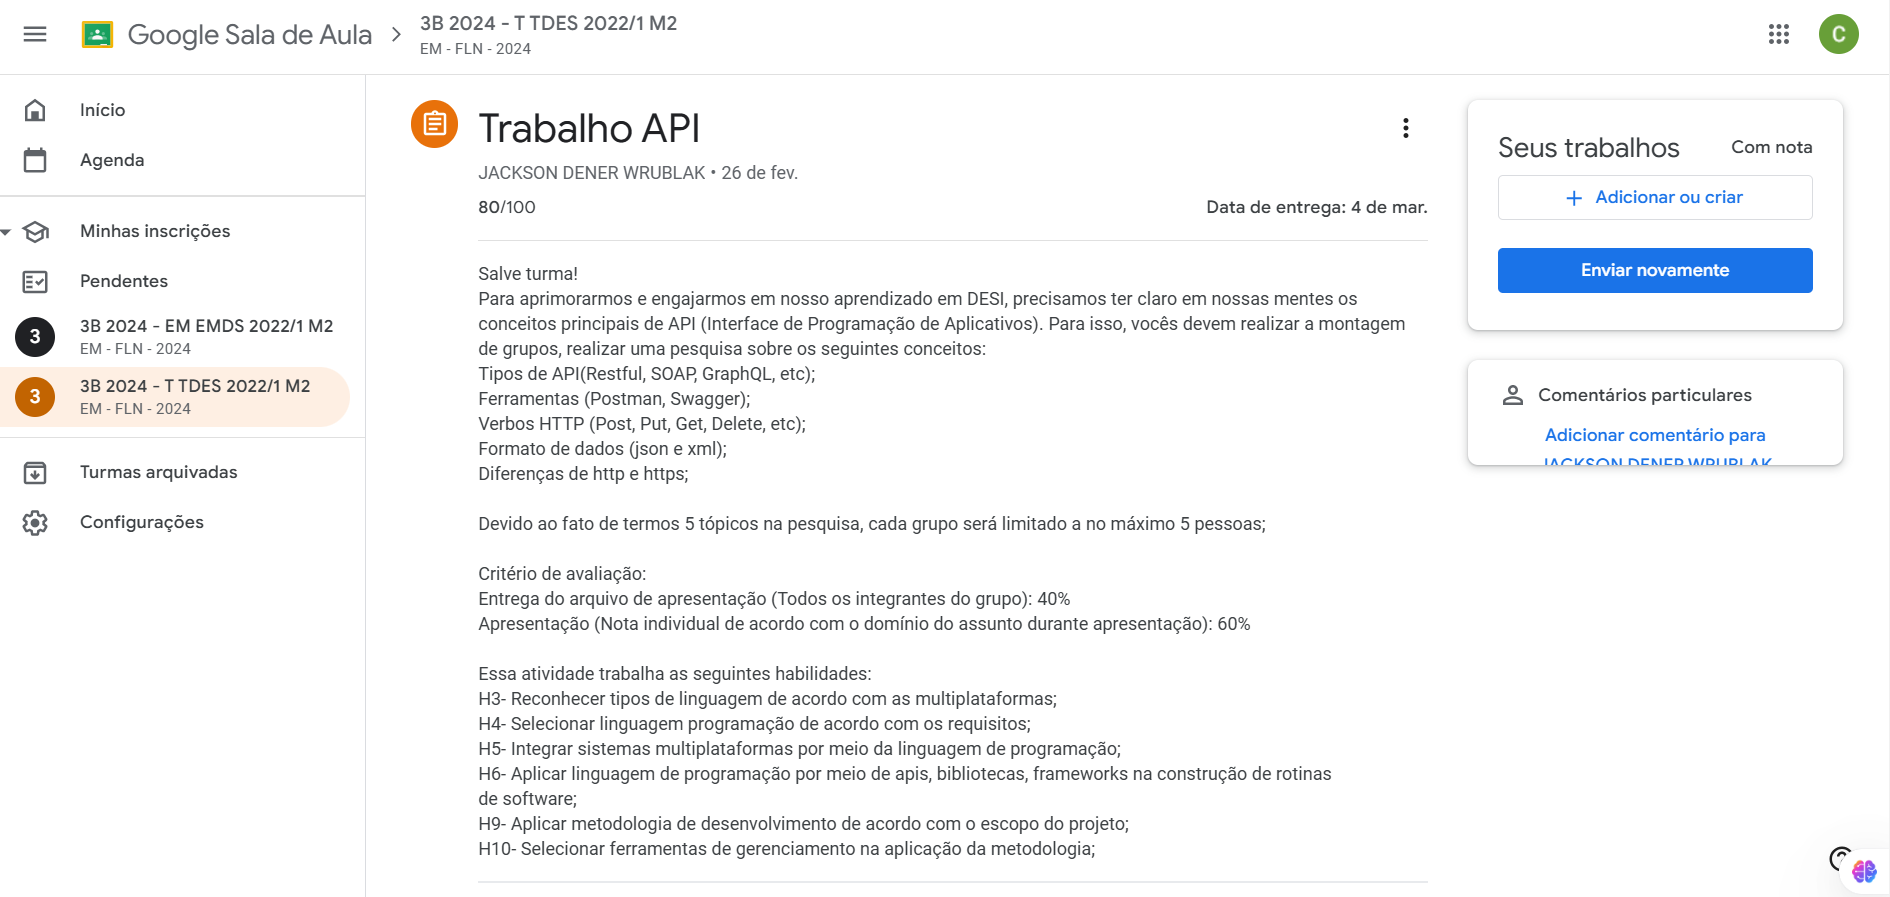 Google Sala de Aula
3B 2024 - T TDES 2022/1 M2
EM - FLN - 2024
C
Início
Agenda
Minhas inscrições
Pendentes
3
3B 2024 - EM EMDS 2022/1 M2
EM - FLN - 2024
3
3B 2024 - T TDES 2022/1 M2
EM - FLN - 2024
Turmas arquivadas
Configurações
Trabalho API
JACKSON DENER WRUBLAK • 26 de fev.
80/100
Data de entrega: 4 de mar.
Salve turma!
Para aprimorarmos e engajarmos em nosso aprendizado em DESI, precisamos ter claro em nossas mentes os
conceitos principais de API (Interface de Programação de Aplicativos). Para isso, vocês devem realizar a montagem
de grupos, realizar uma pesquisa sobre os seguintes conceitos:
Tipos de API(Restful, SOAP, GraphQL, etc);
Ferramentas (Postman, Swagger);
Verbos HTTP (Post, Put, Get, Delete, etc);
Formato de dados (json e xml);
Diferenças de http e https;
Devido ao fato de termos 5 tópicos na pesquisa, cada grupo será limitado a no máximo 5 pessoas;
Critério de avaliação:
Entrega do arquivo de apresentação (Todos os integrantes do grupo): 40%
Apresentação (Nota individual de acordo com o domínio do assunto durante apresentação): 60%
Essa atividade trabalha as seguintes habilidades:
H3- Reconhecer tipos de linguagem de acordo com as multiplataformas;
H4- Selecionar linguagem programação de acordo com os requisitos;
H5- Integrar sistemas multiplataformas por meio da linguagem de programação;
H6- Aplicar linguagem de programação por meio de apis, bibliotecas, frameworks na construção de rotinas
de software;
H9- Aplicar metodologia de desenvolvimento de acordo com o escopo do projeto;
H10- Selecionar ferramentas de gerenciamento na aplicação da metodologia;
Seus trabalhos
Com nota
+ Adicionar ou criar
Enviar novamente
Comentários particulares
Adicionar comentário para
JACKSON DENER WRUBLAK